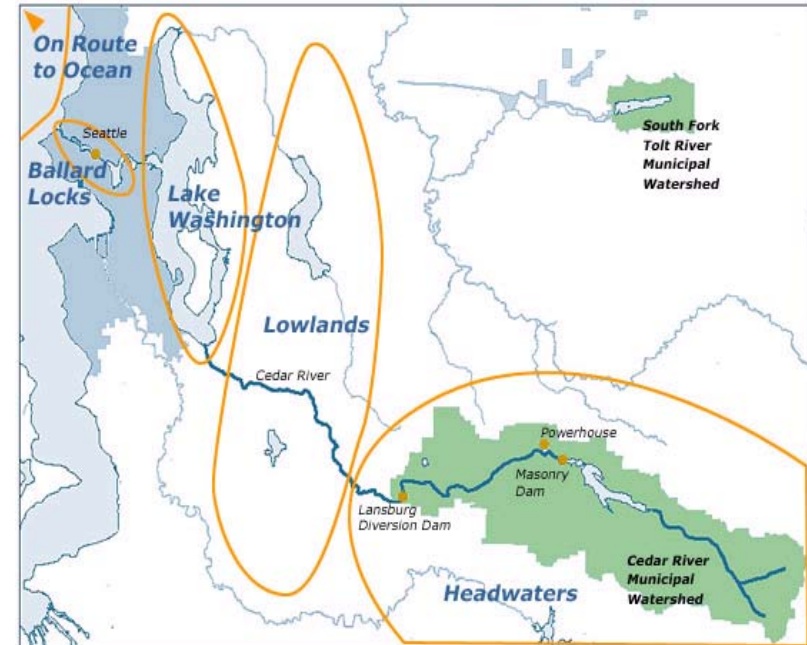 On Route
to Ocean
Seattle
Ballard
Locks
Lake
Washington
South Fork
Tolt River
Municipal
Watershed
Lowlands
Cedar River
Powerhouse
Masonry
Dam
Lansburg
Diversion Dam
Cedar River
Municipal
Watershed
Headwaters